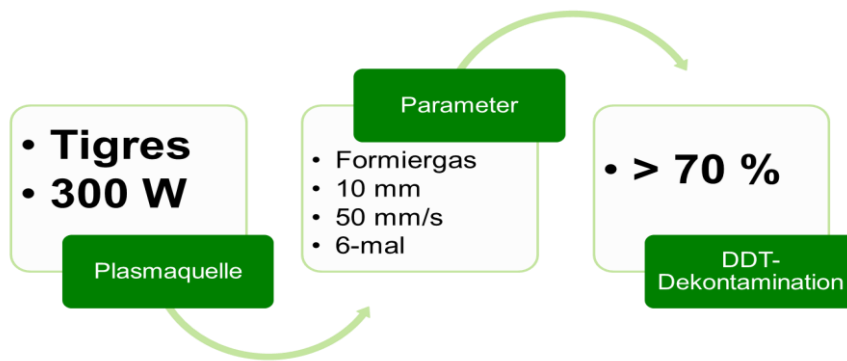 • Tigres
• 300 W
Plasmaquelle
Parameter
• Formiergas
• 10 mm
• 50 mm/s
• 6-mal
• > 70 %
DDT-
Dekontamination